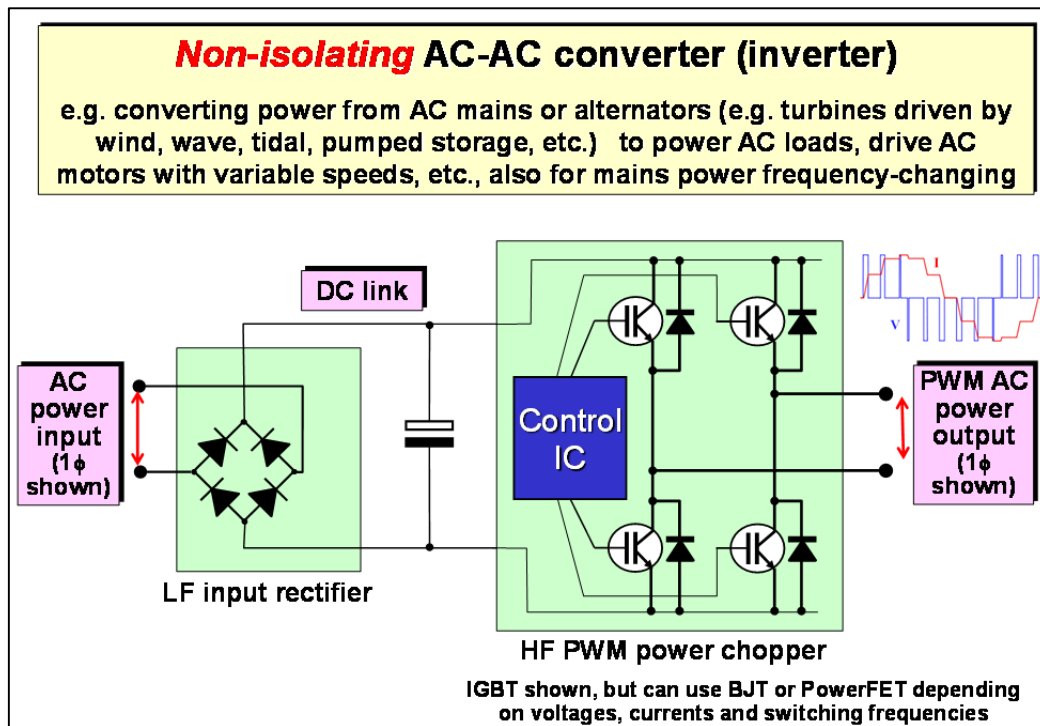 Non-isolating AC-AC converter (inverter)
e.g. converting power from AC mains or alternators (e.g. turbines driven by
wind, wave, tidal, pumped storage, etc.) to power AC loads, drive AC
motors with variable speeds, etc., also for mains power frequency-changing
DC link
I
V
AC
power
input
(1ϕ
shown)
Control
IC
PWM AC
power
output
(1ϕ
shown)
LF input rectifier
HF PWM power chopper
IGBT shown, but can use BJT or PowerFET depending
on voltages, currents and switching frequencies